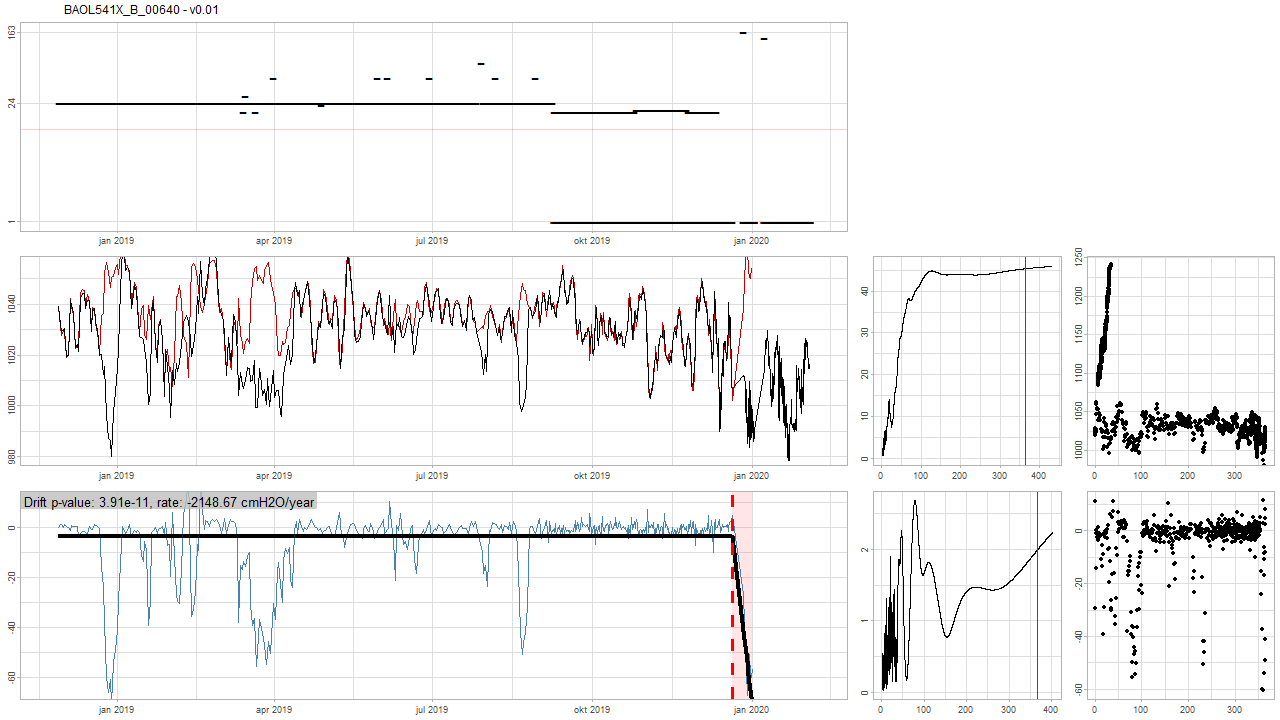 BAOL541X_B_00640 - v0.01
163
24
1
jan 2019
apr 2019
jul 2019
okt 2019
jan 2020
1040
1020
1000
980
jan 2019
apr 2019
jul 2019
okt 2019
jan 2020
40
30
20
10
0
0
100
200
300
400
1250
1200
1150
1100
1050
1000
0
100
200
300
Drift p-value: 3.91e-11, rate: -2148.67 cmH2O/year
0
-20
-40
-60
jan 2019
apr 2019
jul 2019
okt 2019
jan 2020
2
1
0
0
100
200
300
400
0
-20
-40
-60
0
100
200
300